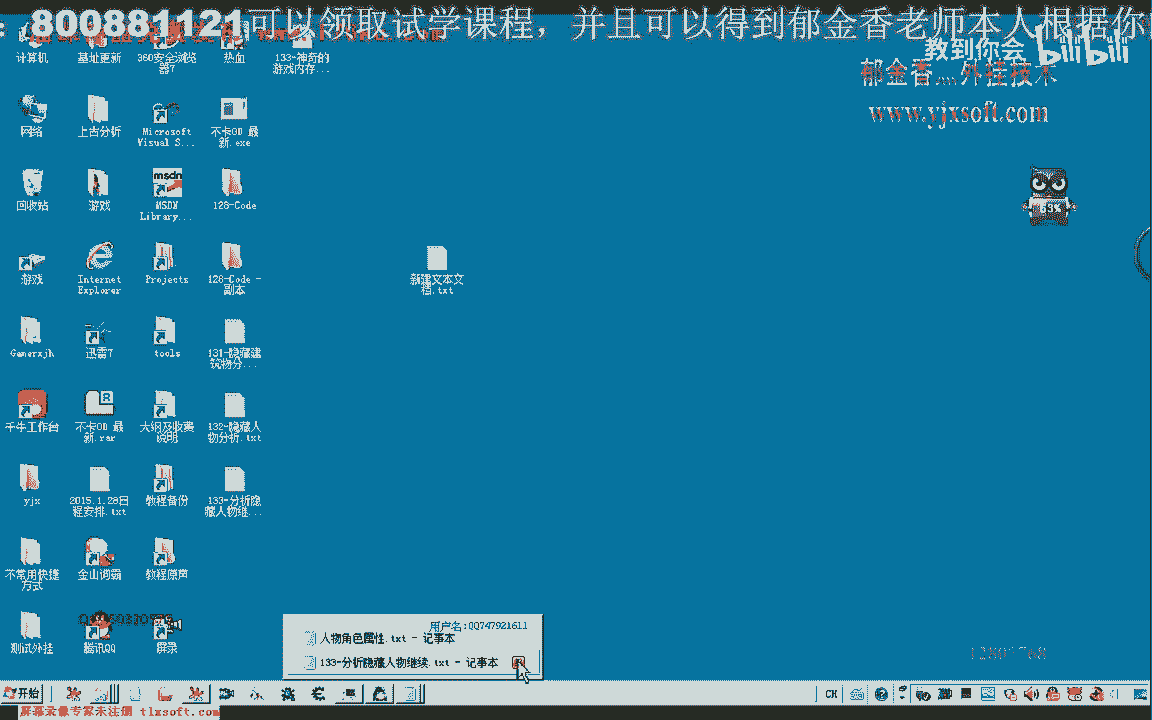 ：800881121可以领取试学课程，并且可以得到郁金香老师本人根据你
教到你会
bilibili
郁金香
外挂技术
www.yjxsoft.com
计算机
基址更新
360安全浏览
器7
热血
133-神奇的
游戏内存...
网络
上古分析
Microsoft
Visual S...
不卡OD 最
新.exe
回收站
游戏
MSDN
Library...
128-Code
63%
游戏
Internet
Explorer
Projects
128-Code -
副本
新建文本文
档.txt
Gamerxjh
迅雷7
tools
131-隐藏建
筑物分...
千牛工作台
不卡OD 最
新.rar
大纲及收费
说明
132-隐藏人
物分析.txt
yjx
2015.1.28日
程安排.txt
教程备份
133-分析隐
藏人物继...
不常用快捷
方式
金山词霸
教程原声
测试外挂
腾讯QQ
屏录
用户名:QQ747921611
人物角色属性.txt - 记事本
133-分析隐藏人物继续.txt - 记事本
1280*768
开始
CH
屏幕录像专家未注册 tlxsoft.com